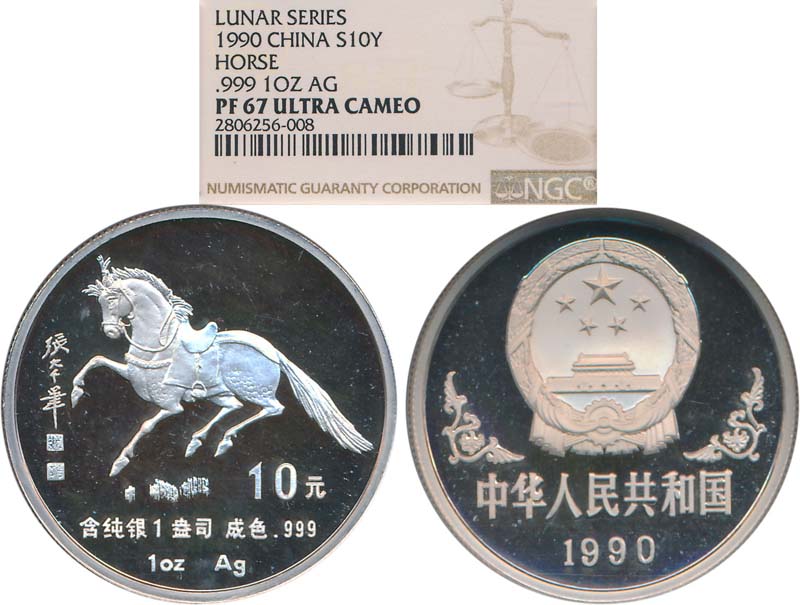 LUNAR SERIES
1990 CHINA S10Y
HORSE
.999 1OZ AG
PF 67 ULTRA CAMEO
2806256-008
NUMISMATIC GUARANTY CORPORATION NGC®
10元
含纯银1盎司 成色.999
1oz Ag
中华人民共和国
1990